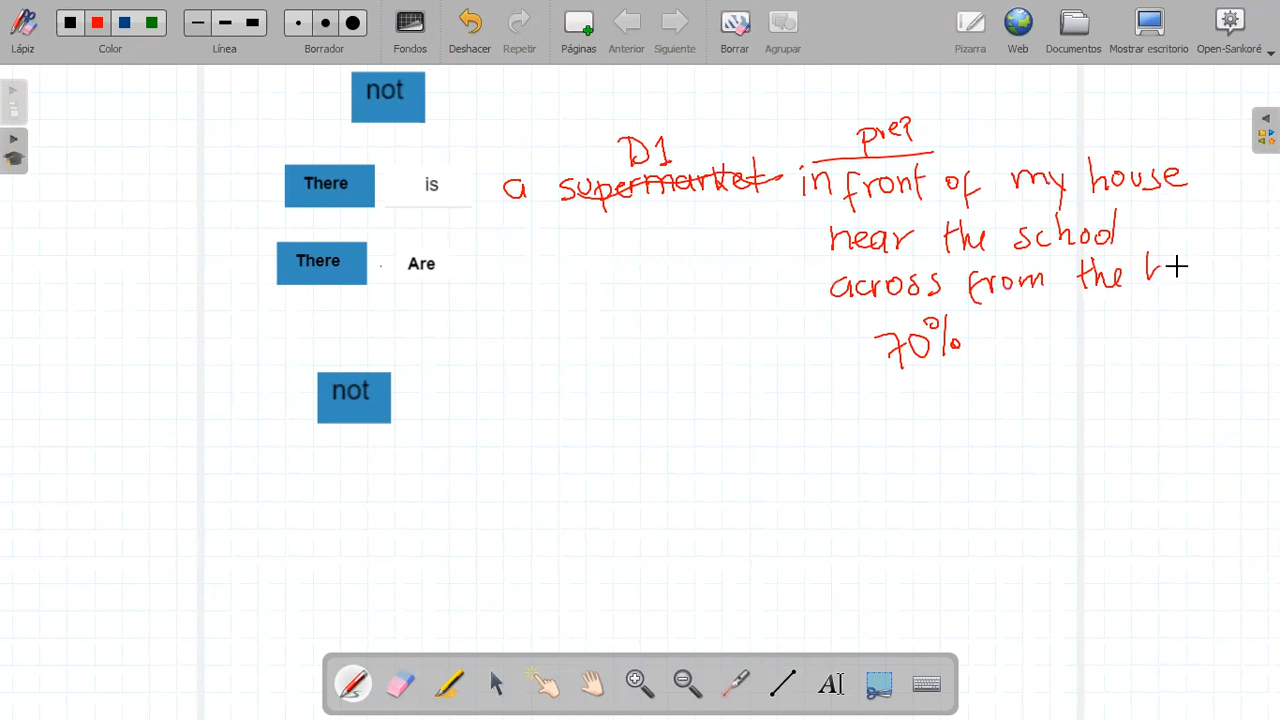 Lápiz Color Línea Borrador Fondos Deshacer Repetir Páginas Anterior Siguiente Borrar Agrupar Pizarra Web Documentos Mostrar escritorio Open-Sankoré
not
D1 prep
There is a supermarket in front of my house
near the school
There Are
across from the
70%
not